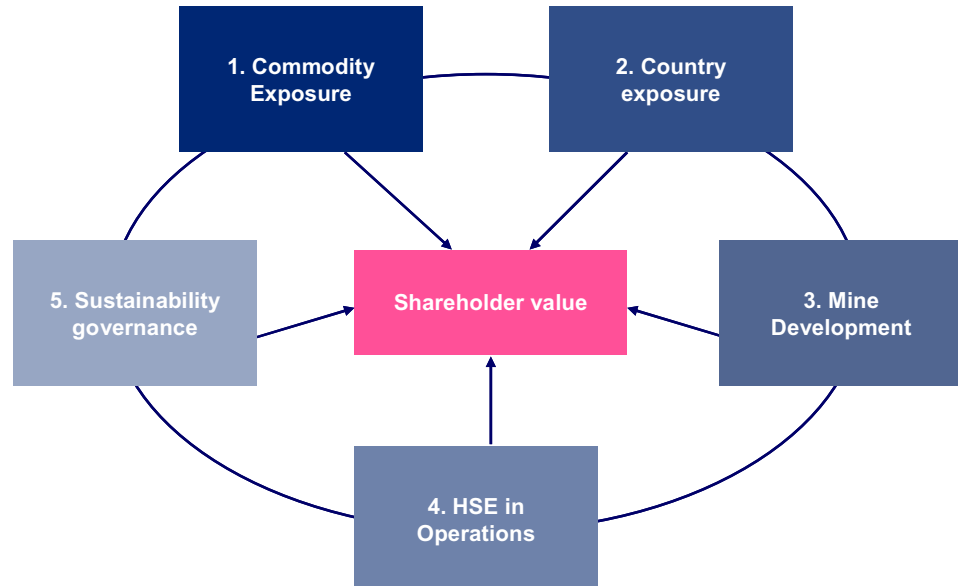 1. Commodity
Exposure
2. Country
exposure
Shareholder value
5. Sustainability
governance
3. Mine
Development
4. HSE in
Operations